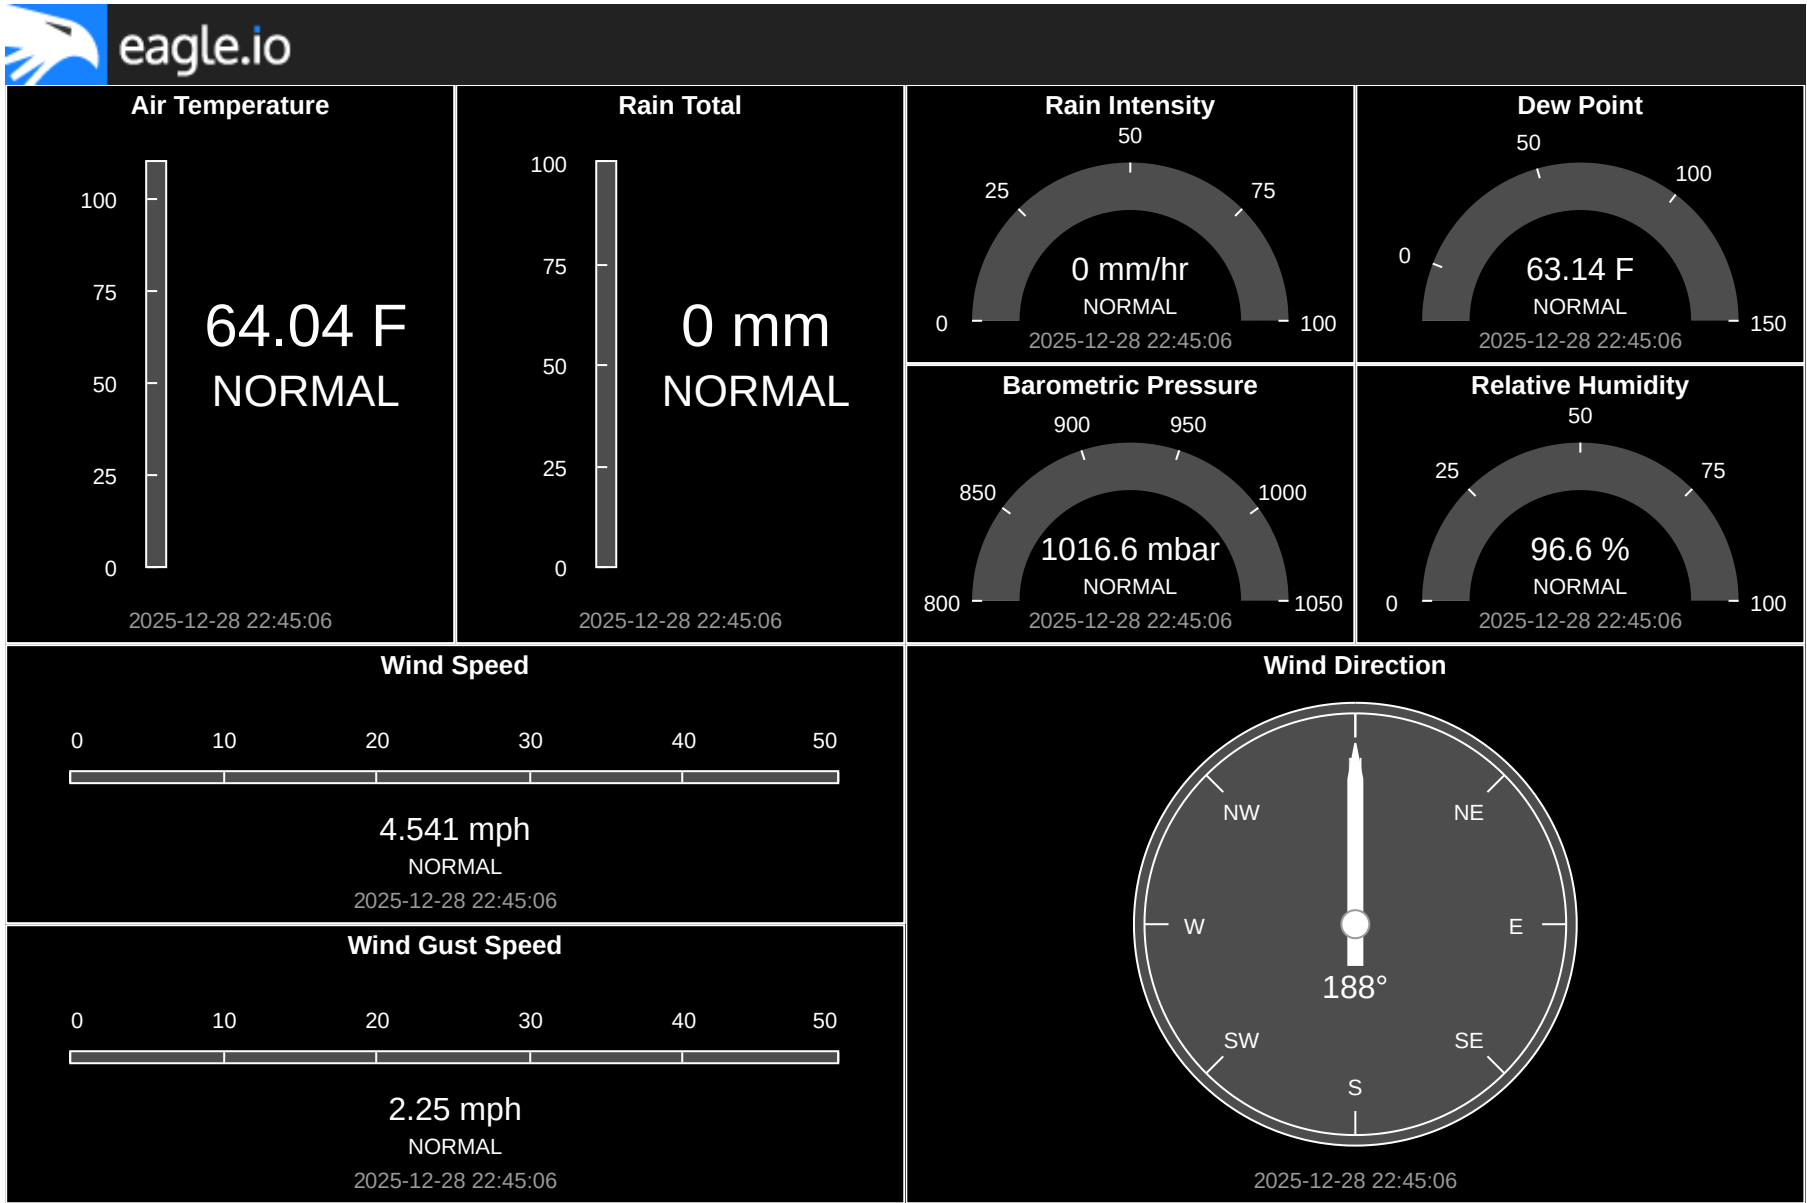 eagle.io
Air Temperature
100
75
50
25
0
64.04 F
NORMAL
2025-12-28 22:45:06
Rain Total
100
75
50
25
0
0 mm
NORMAL
2025-12-28 22:45:06
Rain Intensity
50
25
75
0
100
0 mm/hr
NORMAL
2025-12-28 22:45:06
Dew Point
50
100
0
150
63.14 F
NORMAL
2025-12-28 22:45:06
Barometric Pressure
900
950
850
1000
800
1050
1016.6 mbar
NORMAL
2025-12-28 22:45:06
Relative Humidity
50
25
75
0
100
96.6 %
NORMAL
2025-12-28 22:45:06
Wind Speed
0 10 20 30 40 50
4.541 mph
NORMAL
2025-12-28 22:45:06
Wind Gust Speed
0 10 20 30 40 50
2.25 mph
NORMAL
2025-12-28 22:45:06
Wind Direction
NW NE
W E
188°
SW SE
S
2025-12-28 22:45:06